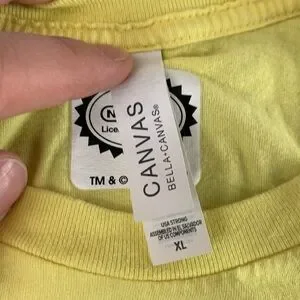 CANVAS
BELLA+CANVAS®
USA STRONG
ASSEMBLED IN EL SALVADOR
OF US COMPONENTS
XL
N
Lice
TM & ©